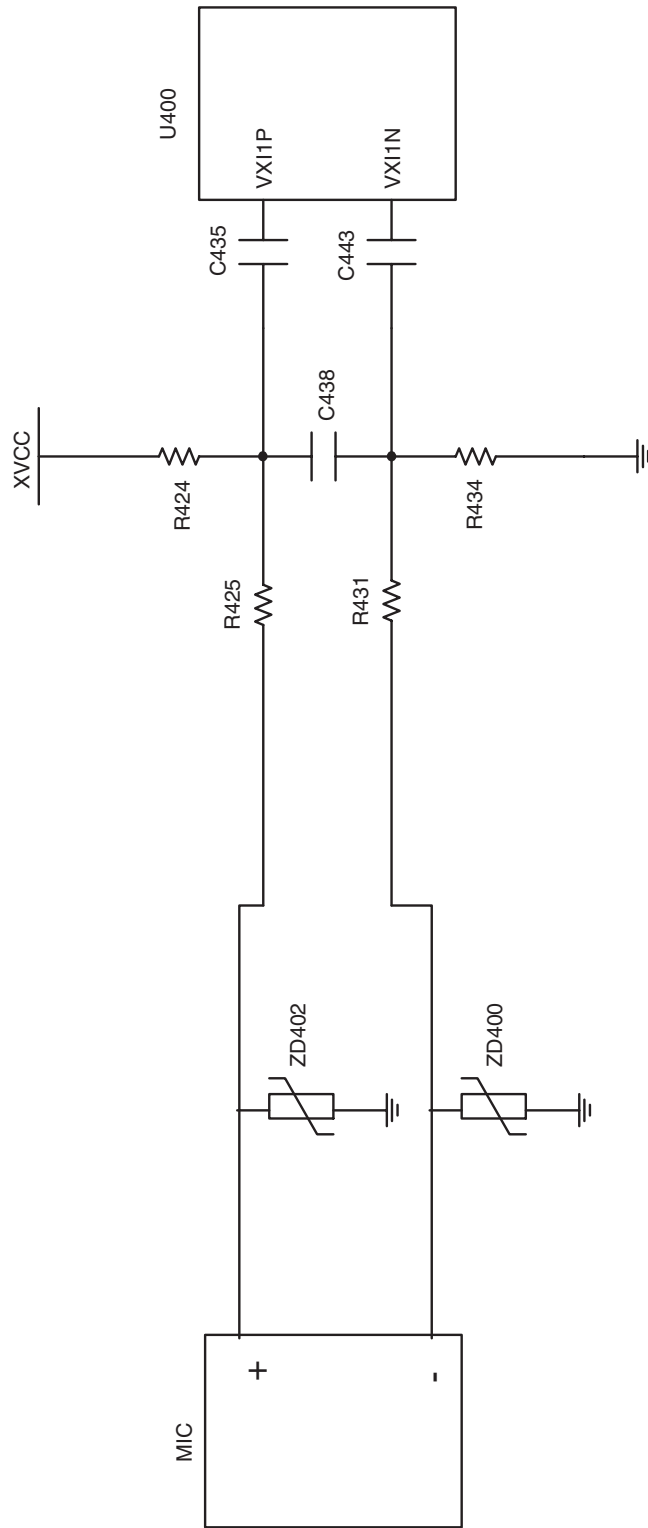 U400
VXI1P
VXI1N
C435
C443
XVCC
R424
C438
R434
R425
R431
ZD402
ZD400
MIC
+
-